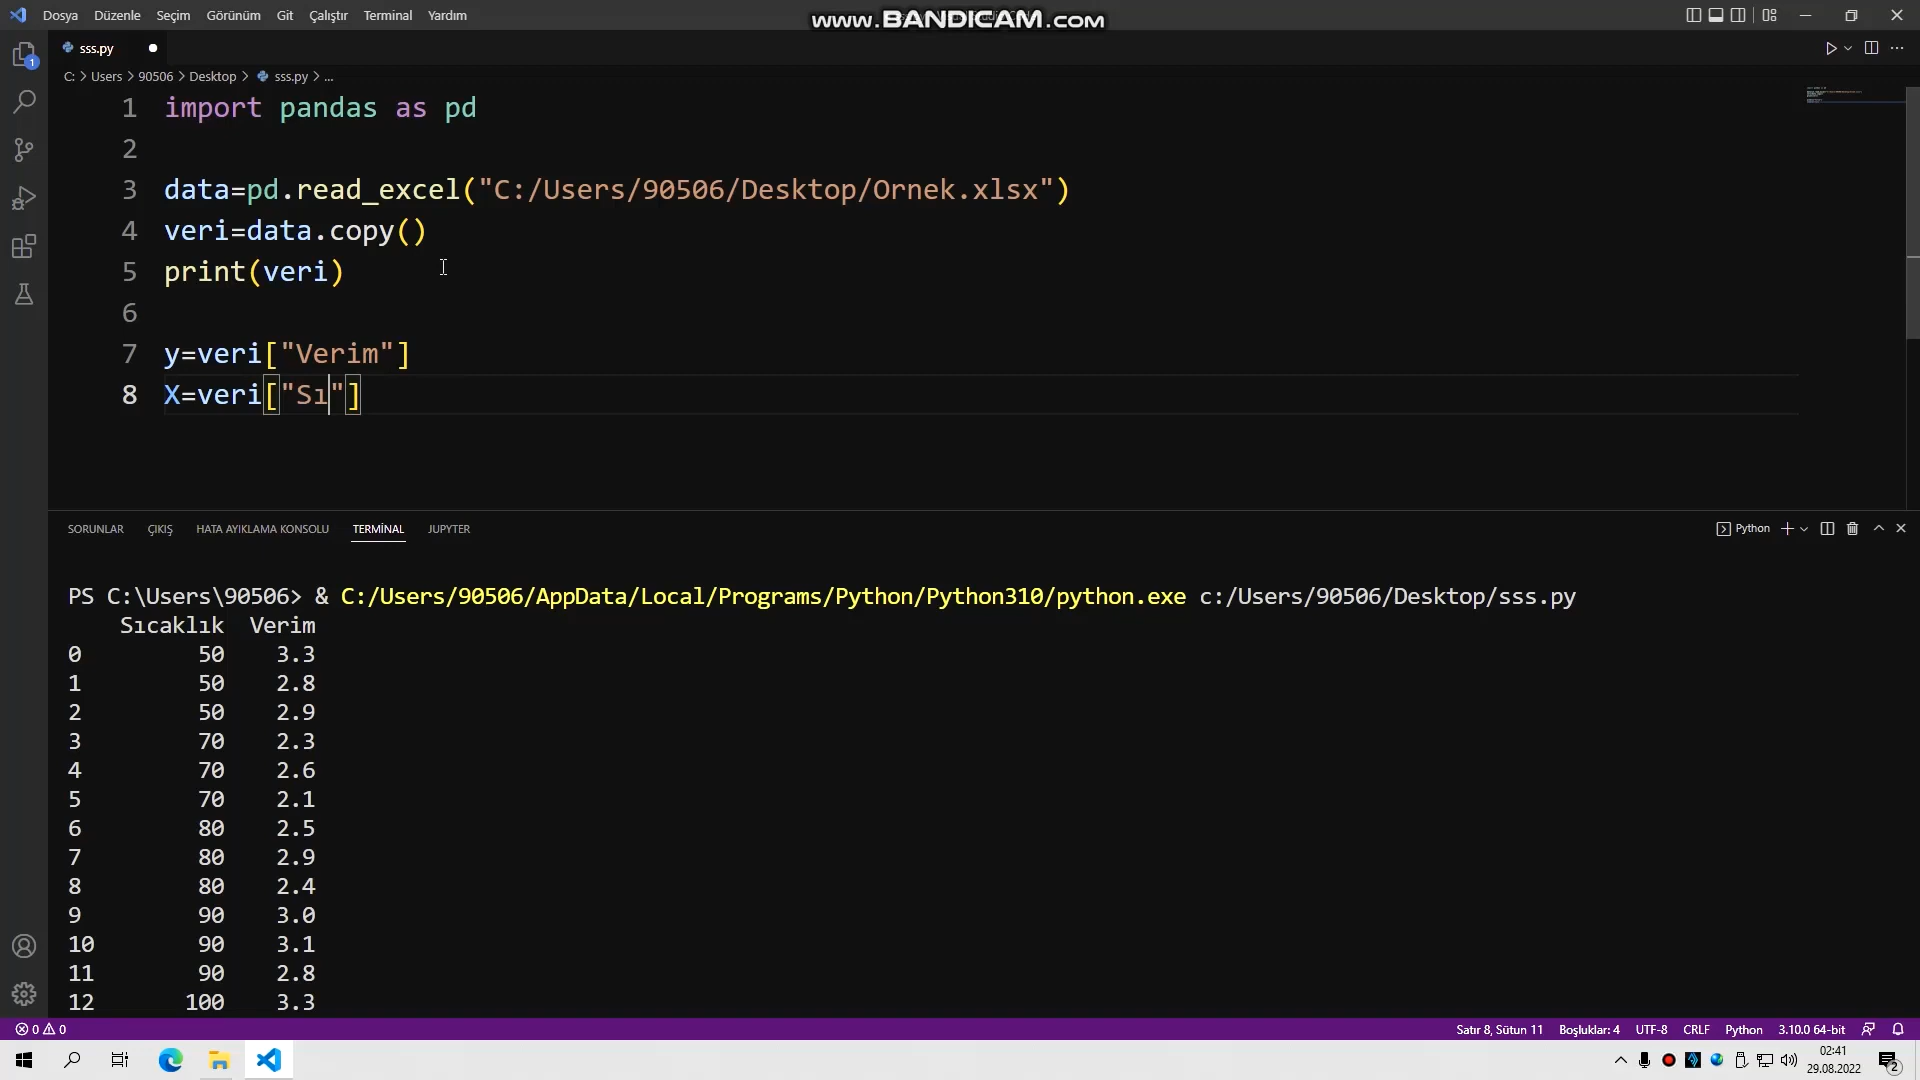 Dosya Düzenle Seçim Görünüm Git Çalıştır Terminal Yardım
www.BANDICAM.com
sss.py
C: > Users > 90506 > Desktop > sss.py > ...
1 import pandas as pd
2
3 data=pd.read_excel("C:/Users/90506/Desktop/Ornek.xlsx")
4 veri=data.copy()
5 print(veri)
6
7 y=veri["Verim"]
8 X=veri["Sı"]
SORUNLAR ÇIKIŞ HATA AYIKLAMA KONSOLU TERMİNAL JUPYTER
Python
PS C:\Users\90506> & C:/Users/90506/AppData/Local/Programs/Python/Python310/python.exe c:/Users/90506/Desktop/sss.py
Sıcaklık Verim
0 50 3.3
1 50 2.8
2 50 2.9
3 70 2.3
4 70 2.6
5 70 2.1
6 80 2.5
7 80 2.9
8 80 2.4
9 90 3.0
10 90 3.1
11 90 2.8
12 100 3.3
0 0
Satır 8, Sütun 11 Boşluklar: 4 UTF-8 CRLF Python 3.10.0 64-bit
02:41
29.08.2022
2
1